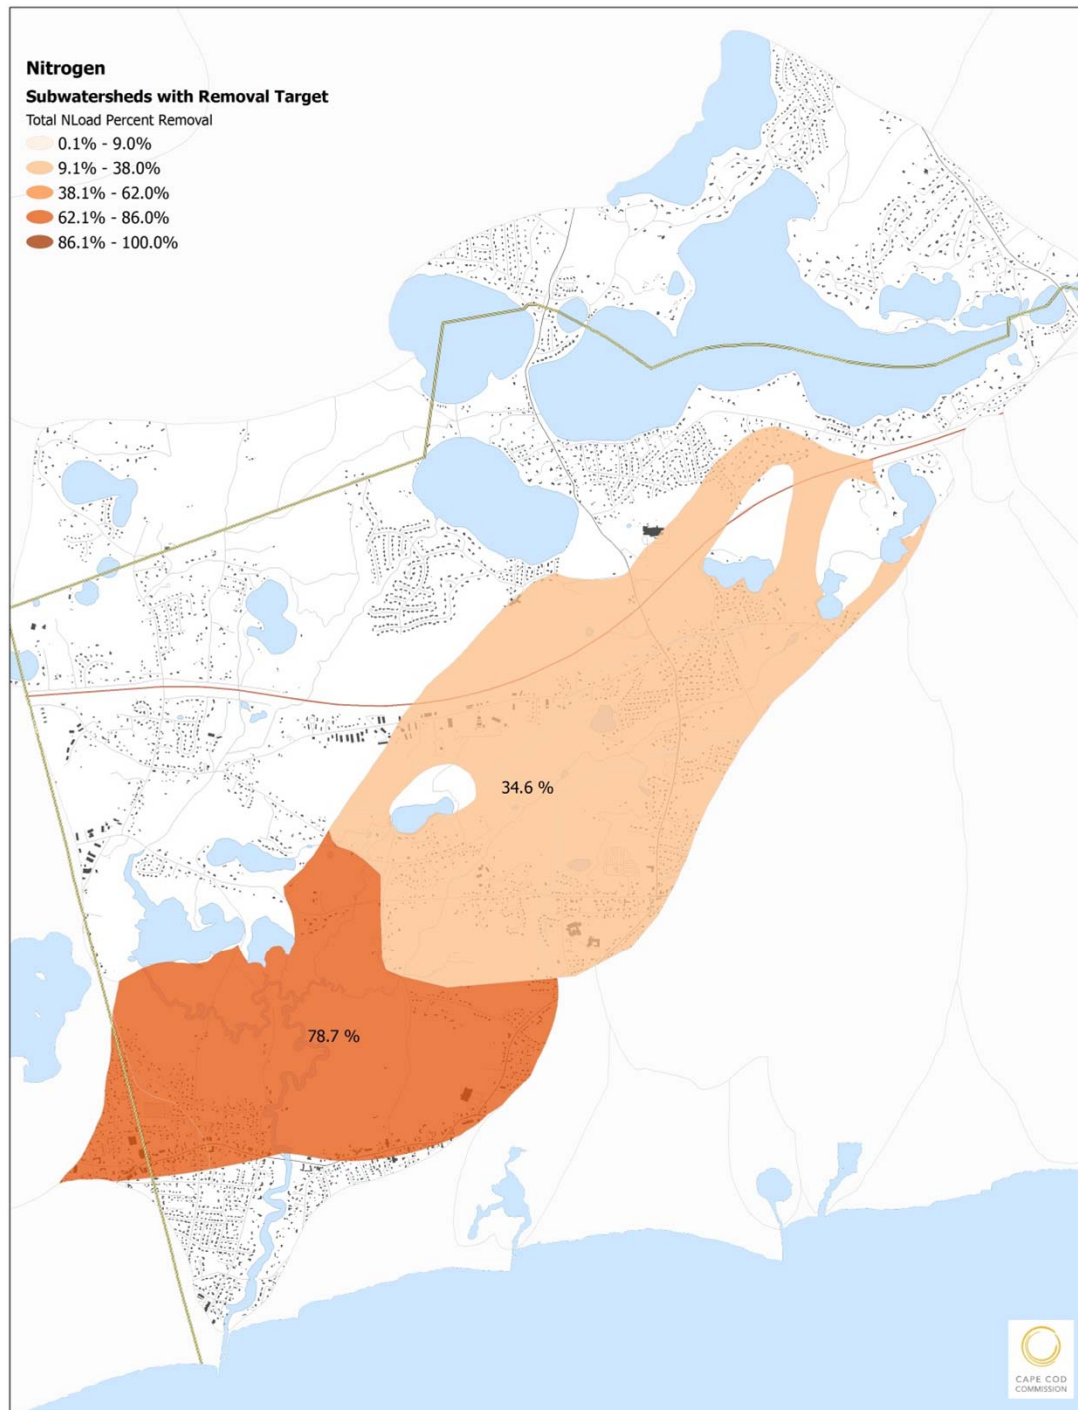 Nitrogen
Subwatersheds with Removal Target
Total NLoad Percent Removal
0.1% - 9.0%
9.1% - 38.0%
38.1% - 62.0%
62.1% - 86.0%
86.1% - 100.0%
34.6 %
78.7 %
CAPE COD
COMMISSION